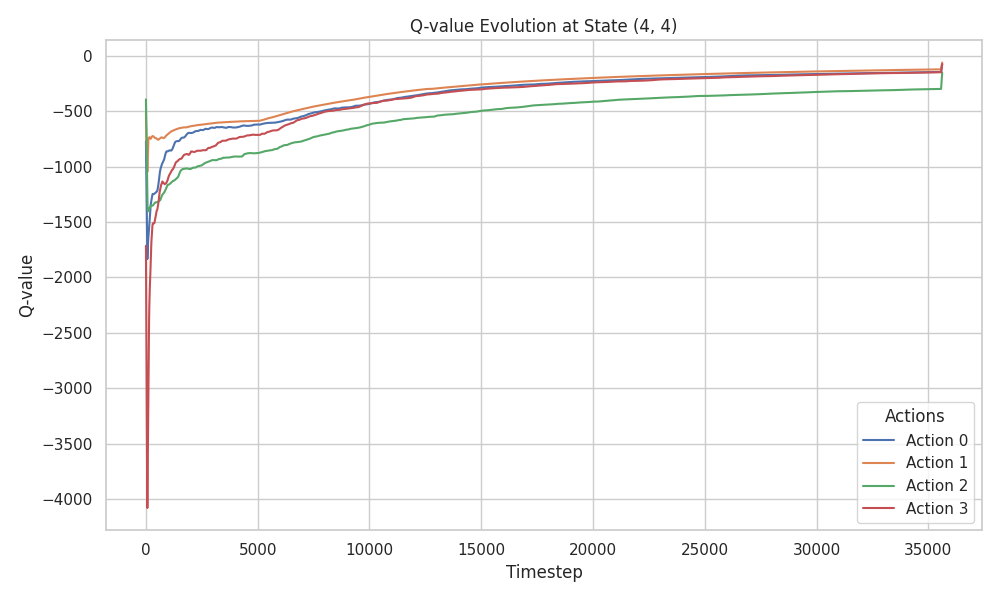 Q-value Evolution at State (4, 4)
0
−500
−1000
−1500
−2000
−2500
−3000
−3500
−4000
Q-value
0 5000 10000 15000 20000 25000 30000 35000
Timestep
Actions
Action 0
Action 1
Action 2
Action 3